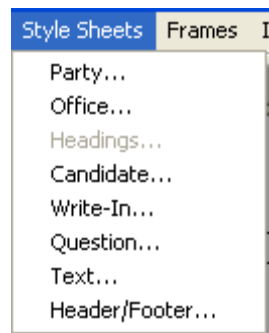 Style Sheets Frames
Party...
Office...
Headings...
Candidate...
Write-In...
Question...
Text...
Header/Footer...